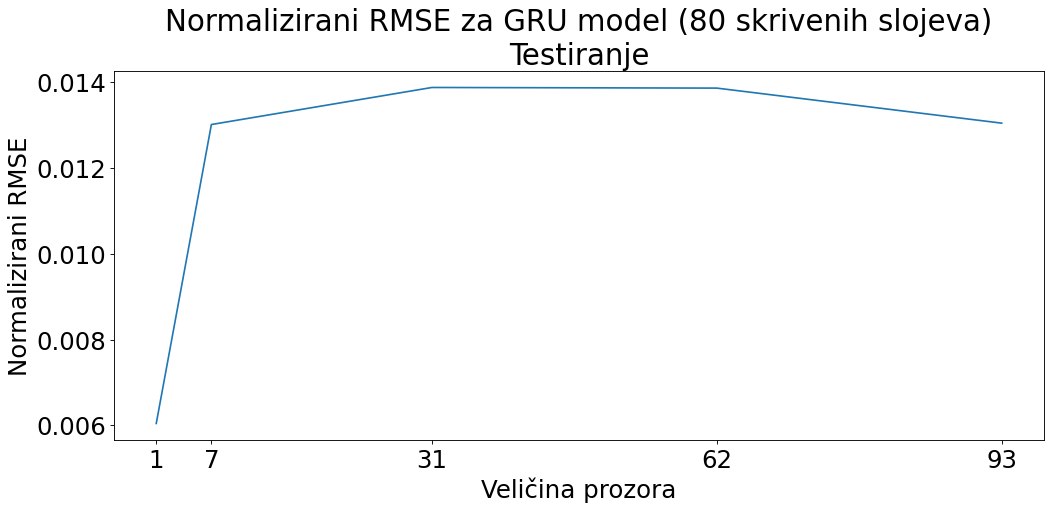 Normalizirani RMSE za GRU model (80 skrivenih slojeva)
Testiranje
Normalizirani RMSE
0.014
0.012
0.010
0.008
0.006
1 7 31 62 93
Veličina prozora